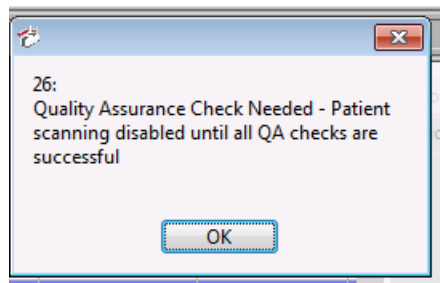 26:
Quality Assurance Check Needed - Patient
scanning disabled until all QA checks are
successful
OK